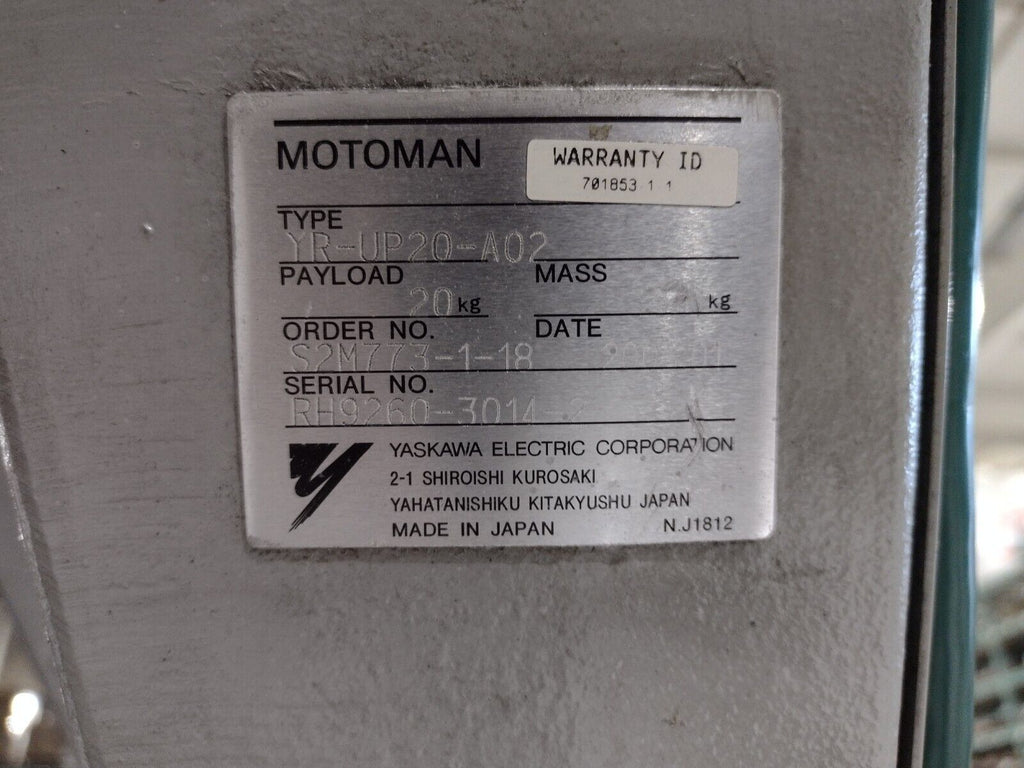 MOTOMAN
WARRANTY ID
701853 1 1
TYPE
YR-UP20-A02
PAYLOAD MASS
20 kg kg
ORDER NO. DATE
S2M773-1-18
SERIAL NO.
RH9260-3014-2
YASKAWA ELECTRIC CORPORATION
2-1 SHIROISHI KUROSAKI
YAHATANISHIKU KITAKYUSHU JAPAN
MADE IN JAPAN N.J1812